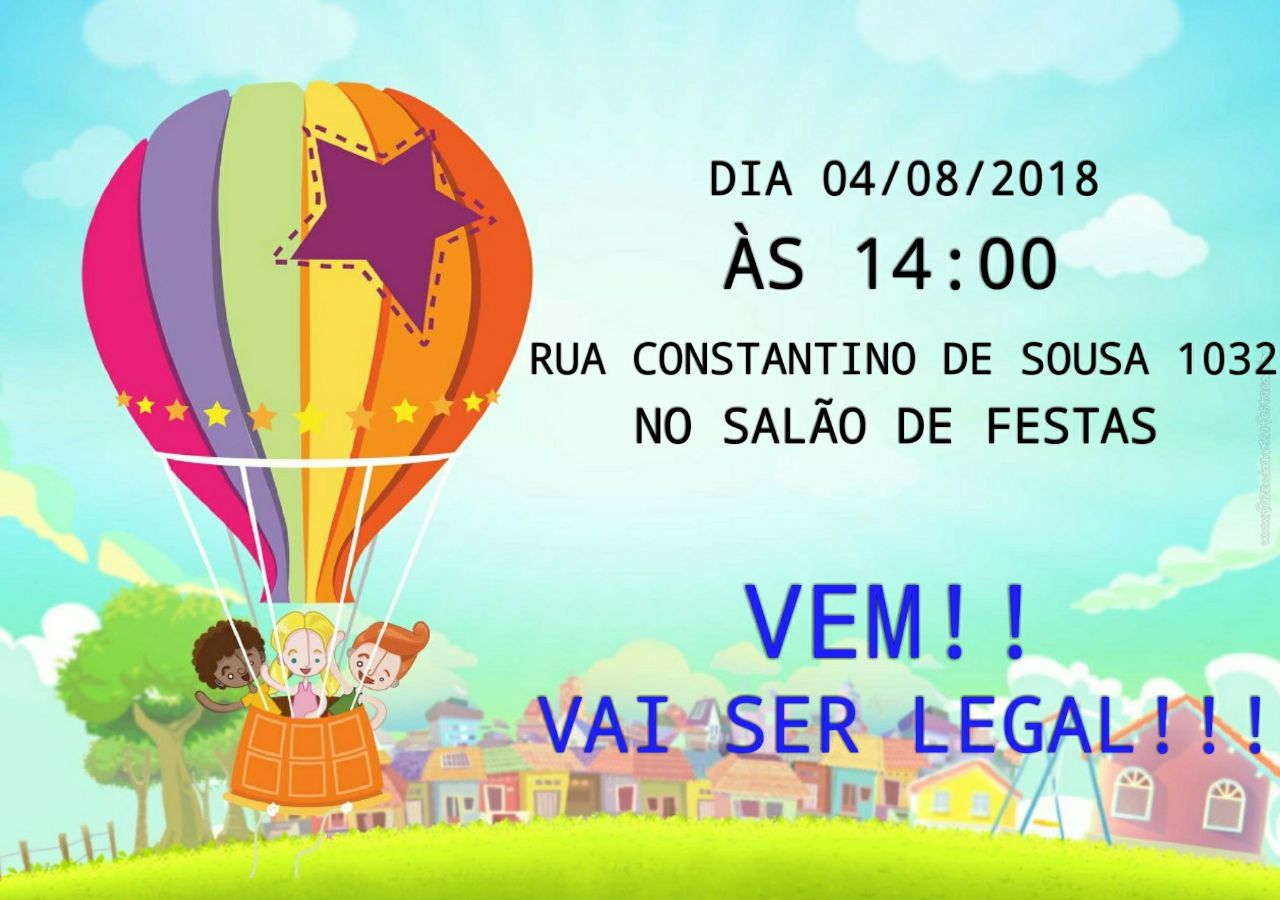 DIA 04/08/2018
ÀS 14:00
RUA CONSTANTINO DE SOUSA 1032
NO SALÃO DE FESTAS
VEM!!
VAI SER LEGAL!!!